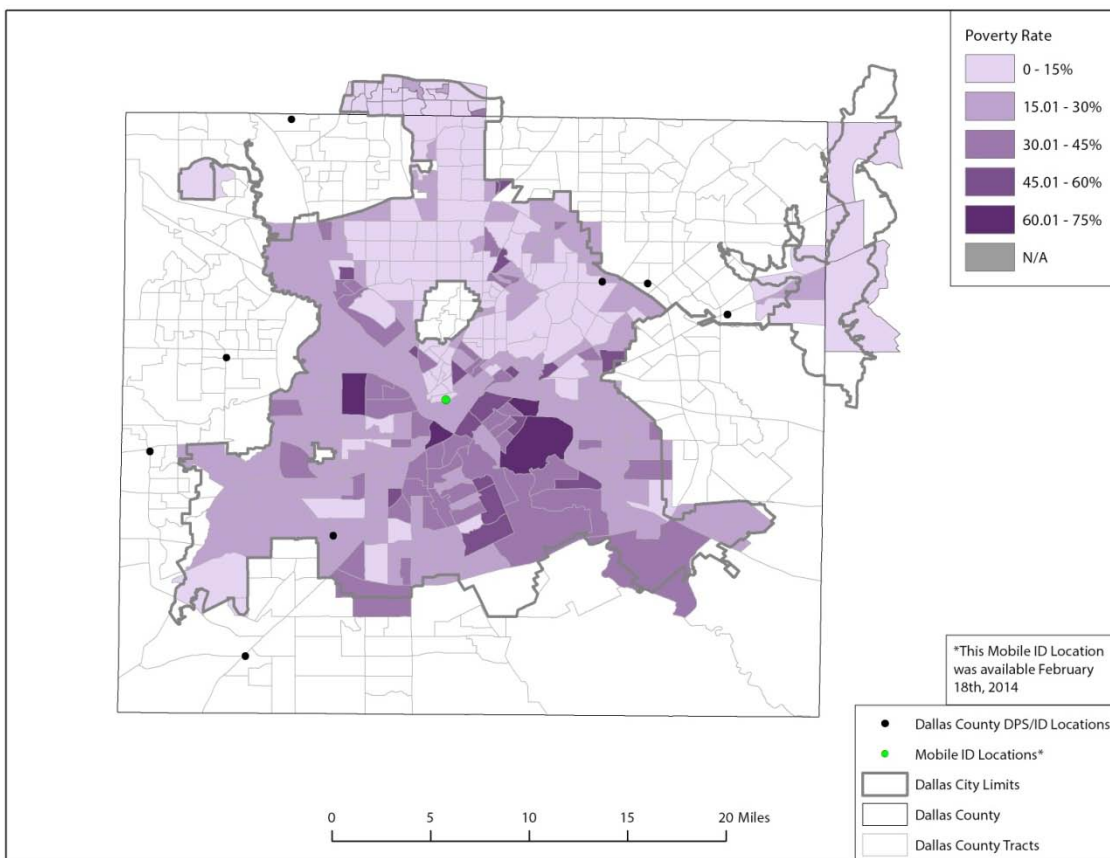 Poverty Rate
0 - 15%
15.01 - 30%
30.01 - 45%
45.01 - 60%
60.01 - 75%
N/A
*This Mobile ID Location
was available February
18th, 2014
Dallas County DPS/ID Locations
Mobile ID Locations*
Dallas City Limits
Dallas County
Dallas County Tracts
0 5 10 15 20 Miles